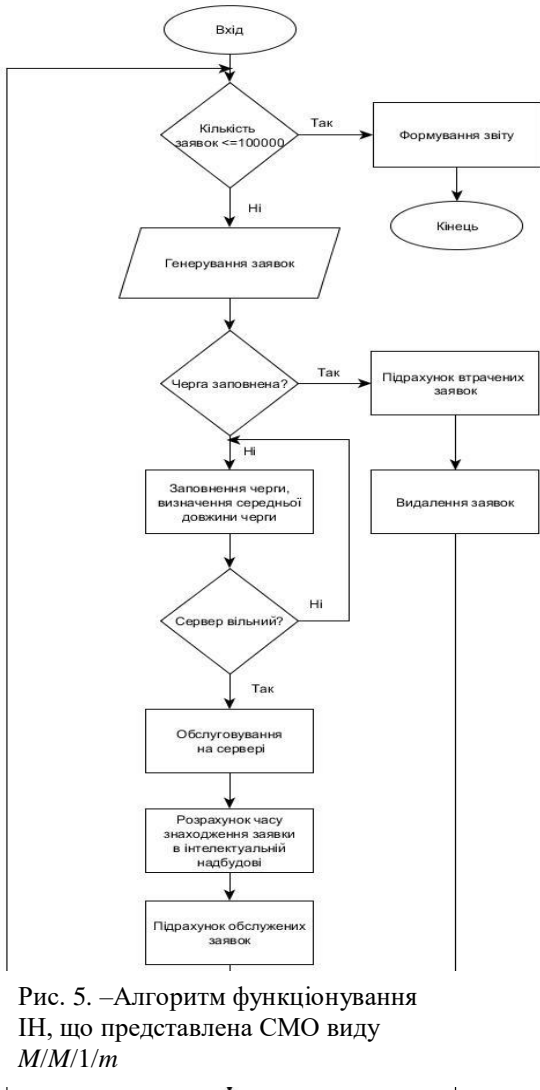 Вхід
Кількість
заявок <=100000
Так
Формування звіту
Кінець
Ні
Генерування заявок
Черга заповнена?
Так
Підрахунок втрачених
заявок
Ні
Заповнення черги,
визначення середньої
довжини черги
Видалення заявок
Сервер вільний?
Ні
Так
Обслуговування
на сервері
Розрахунок часу
знаходження заявки
в інтелектуальній
надбудові
Підрахунок обслужених
заявок
Рис. 5. –Алгоритм функціонування
ІН, що представлена СМО виду
M/M/1/m